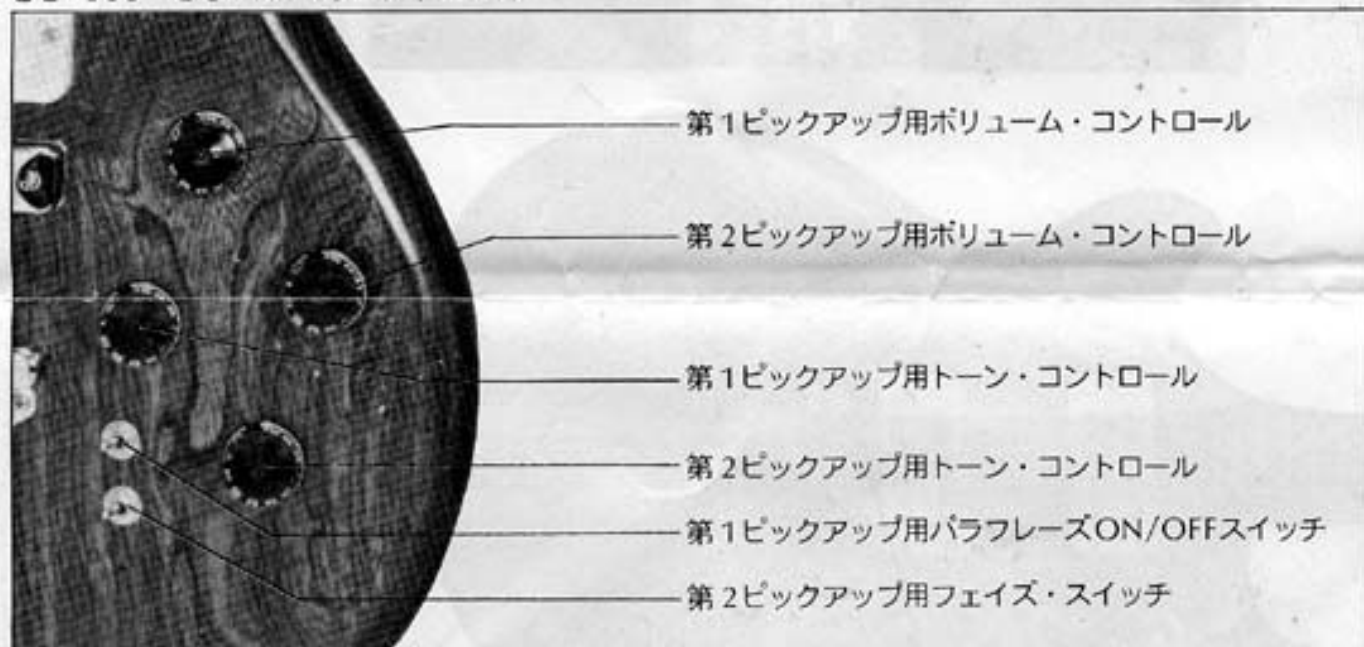 第1ピックアップ用ボリューム・コントロール
第2ピックアップ用ボリューム・コントロール
第1ピックアップ用トーン・コントロール
第2ピックアップ用トーン・コントロール
第1ピックアップ用パラフレーズON/OFFスイッチ
第2ピックアップ用フェイズ・スイッチ